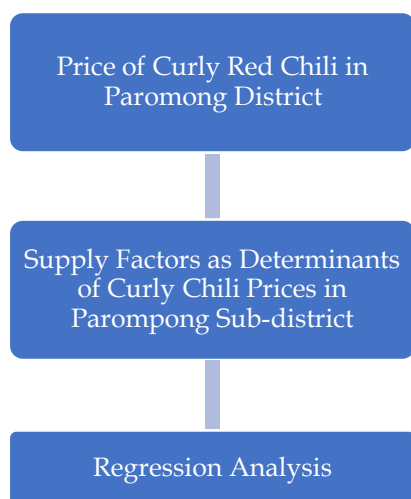 Price of Curly Red Chili in
Paromong District
Supply Factors as Determinants
of Curly Chili Prices in
Parompong Sub-district
Regression Analysis